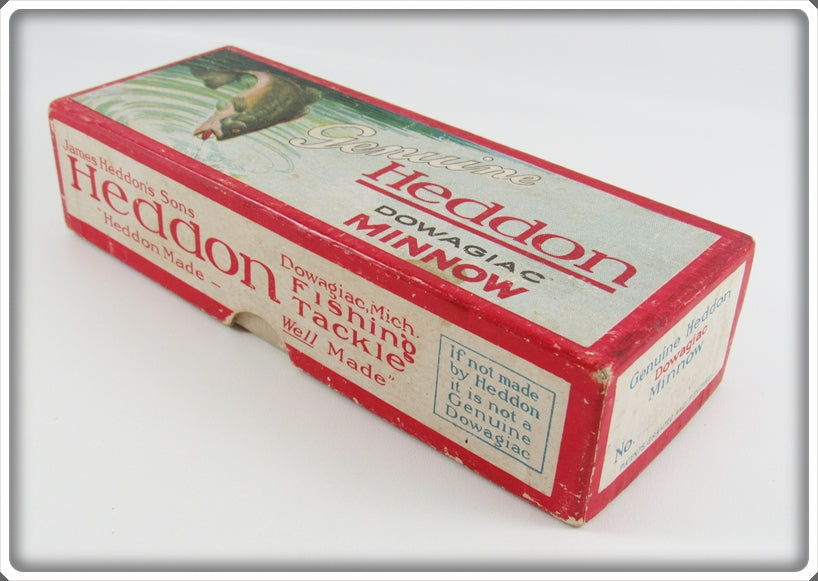 Genuine
Heddon
DOWAGIAC
MINNOW
James Heddon's Sons
Heddon
"Heddon Made –
Dowagiac, Mich.
Fishing
Tackle
Well Made"
if not made
by Heddon
it is not a
Genuine
Dowagiac
Genuine Heddon
Dowagiac
Minnow
No.